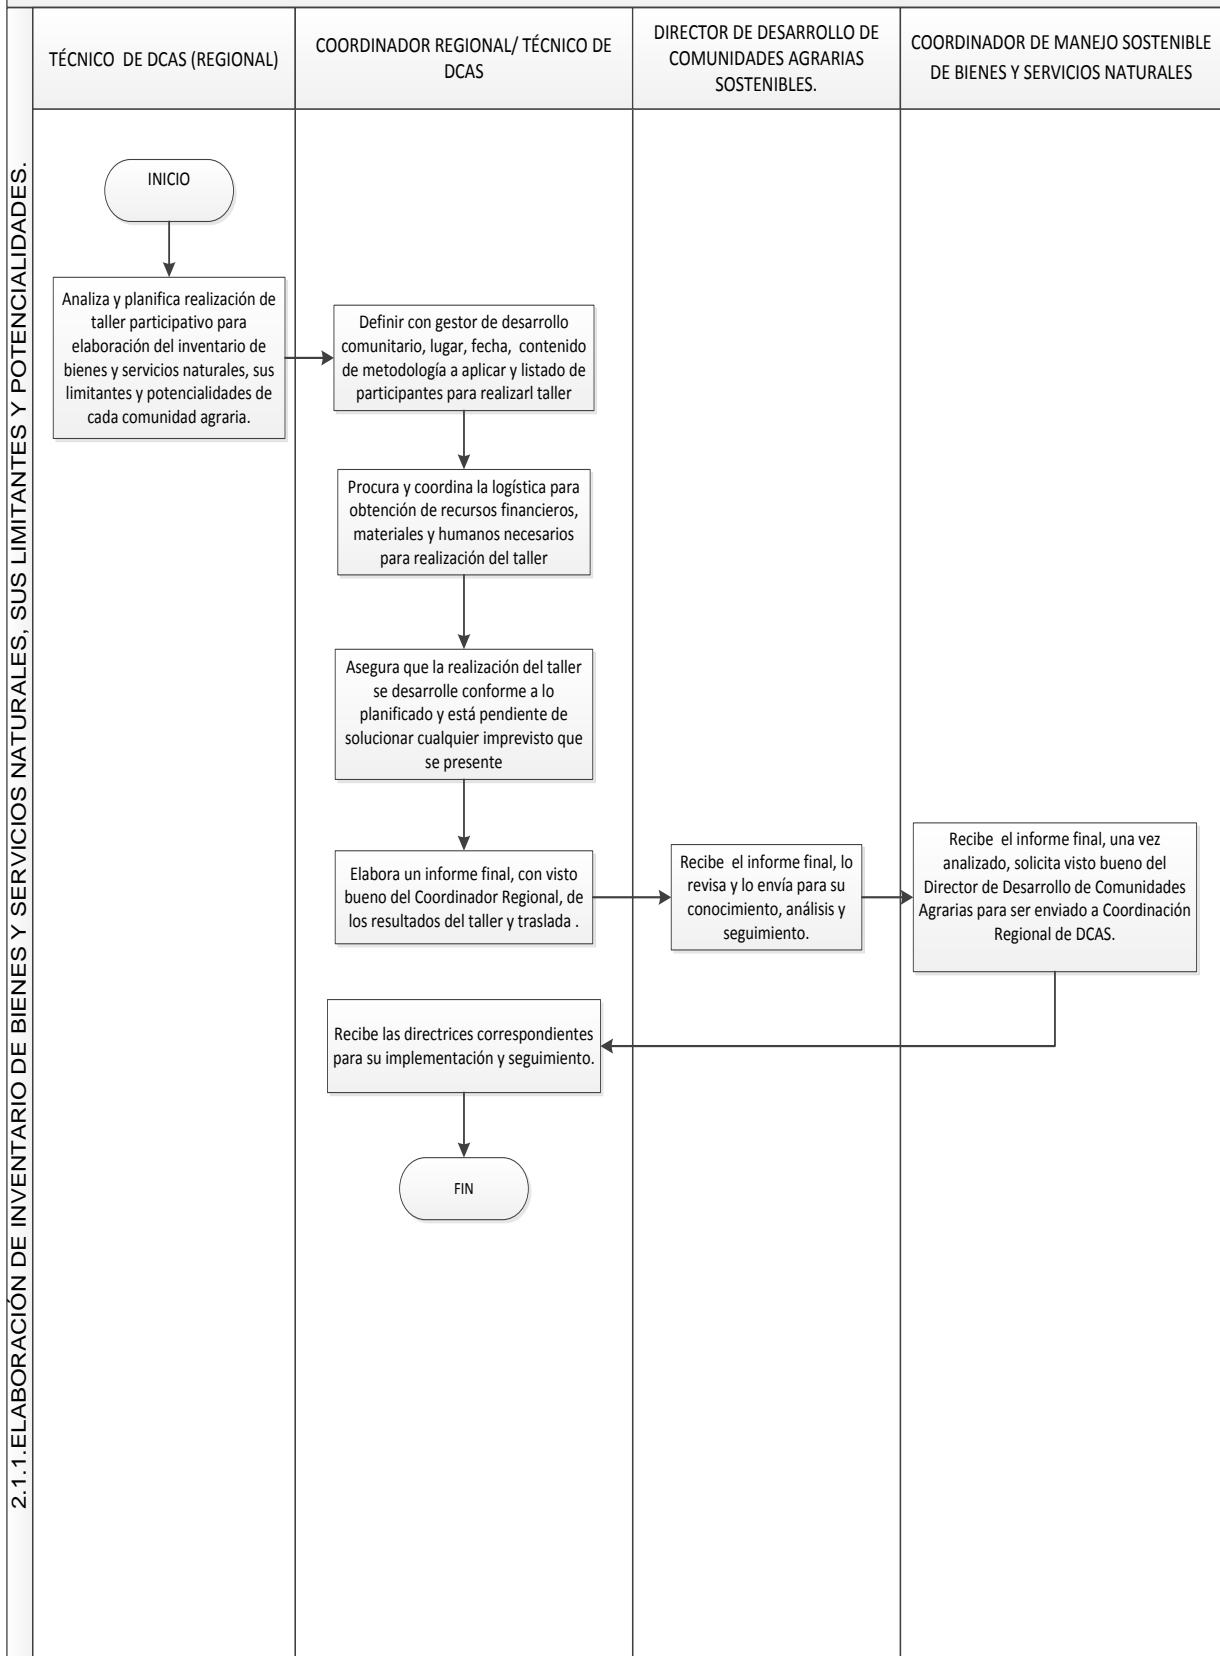 2.1.1.ELABORACIÓN DE INVENTARIO DE BIENES Y SERVICIOS NATURALES, SUS LIMITANTES Y POTENCIALIDADES.
TÉCNICO DE DCAS (REGIONAL)
COORDINADOR REGIONAL/ TÉCNICO DE
DCAS
DIRECTOR DE DESARROLLO DE
COMUNIDADES AGRARIAS
SOSTENIBLES.
COORDINADOR DE MANEJO SOSTENIBLE
DE BIENES Y SERVICIOS NATURALES
INICIO
Analiza y planifica realización de
taller participativo para
elaboración del inventario de
bienes y servicios naturales, sus
limitantes y potencialidades de
cada comunidad agraria.
Definir con gestor de desarrollo
comunitario, lugar, fecha, contenido
de metodología a aplicar y listado de
participantes para realizarl taller
Procura y coordina la logística para
obtención de recursos financieros,
materiales y humanos necesarios
para realización del taller
Asegura que la realización del taller
se desarrolle conforme a lo
planificado y está pendiente de
solucionar cualquier imprevisto que
se presente
Elabora un informe final, con visto
bueno del Coordinador Regional, de
los resultados del taller y traslada .
Recibe el informe final, lo
revisa y lo envía para su
conocimiento, análisis y
seguimiento.
Recibe el informe final, una vez
analizado, solicita visto bueno del
Director de Desarrollo de Comunidades
Agrarias para ser enviado a Coordinación
Regional de DCAS.
Recibe las directrices correspondientes
para su implementación y seguimiento.
FIN